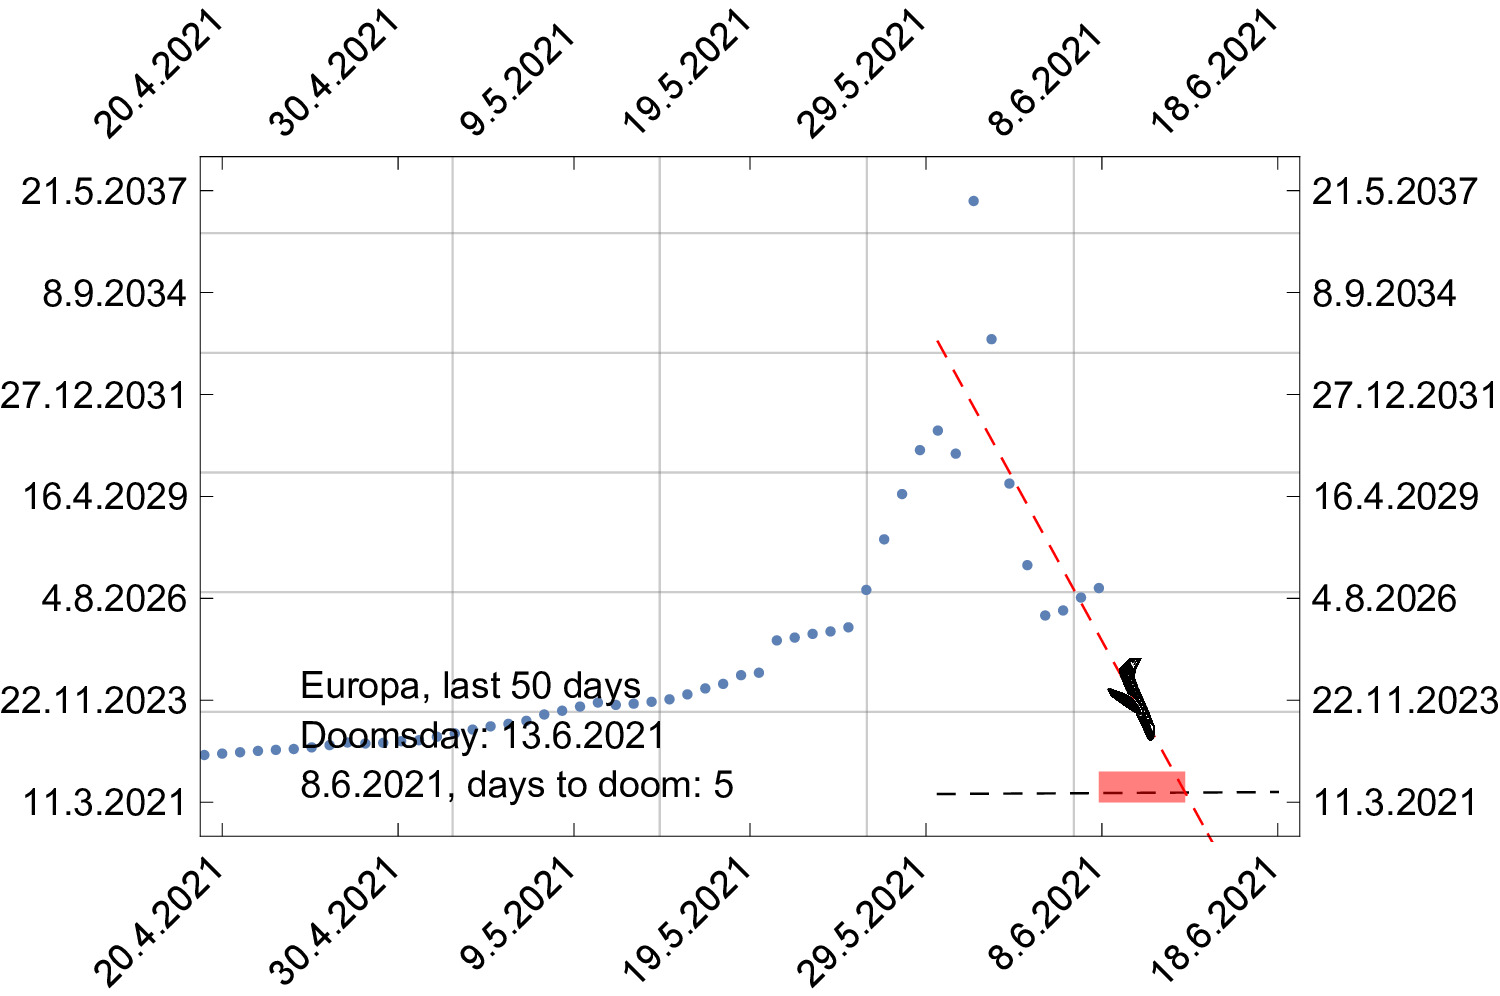 20.4.2021 30.4.2021 9.5.2021 19.5.2021 29.5.2021 8.6.2021 18.6.2021
21.5.2037 21.5.2037
8.9.2034 8.9.2034
27.12.2031 27.12.2031
16.4.2029 16.4.2029
4.8.2026 4.8.2026
Europa, last 50 days
22.11.2023 22.11.2023
Doomsday: 13.6.2021
8.6.2021, days to doom: 5
11.3.2021 11.3.2021
20.4.2021 30.4.2021 9.5.2021 19.5.2021 29.5.2021 8.6.2021 18.6.2021